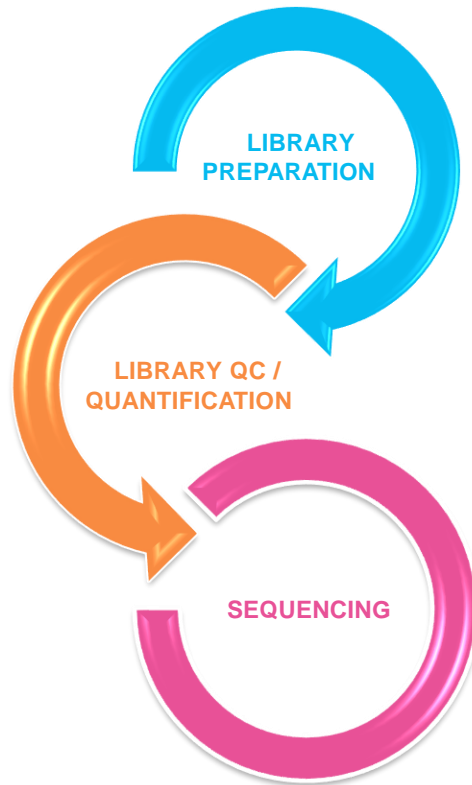 LIBRARY
PREPARATION
LIBRARY QC /
QUANTIFICATION
SEQUENCING